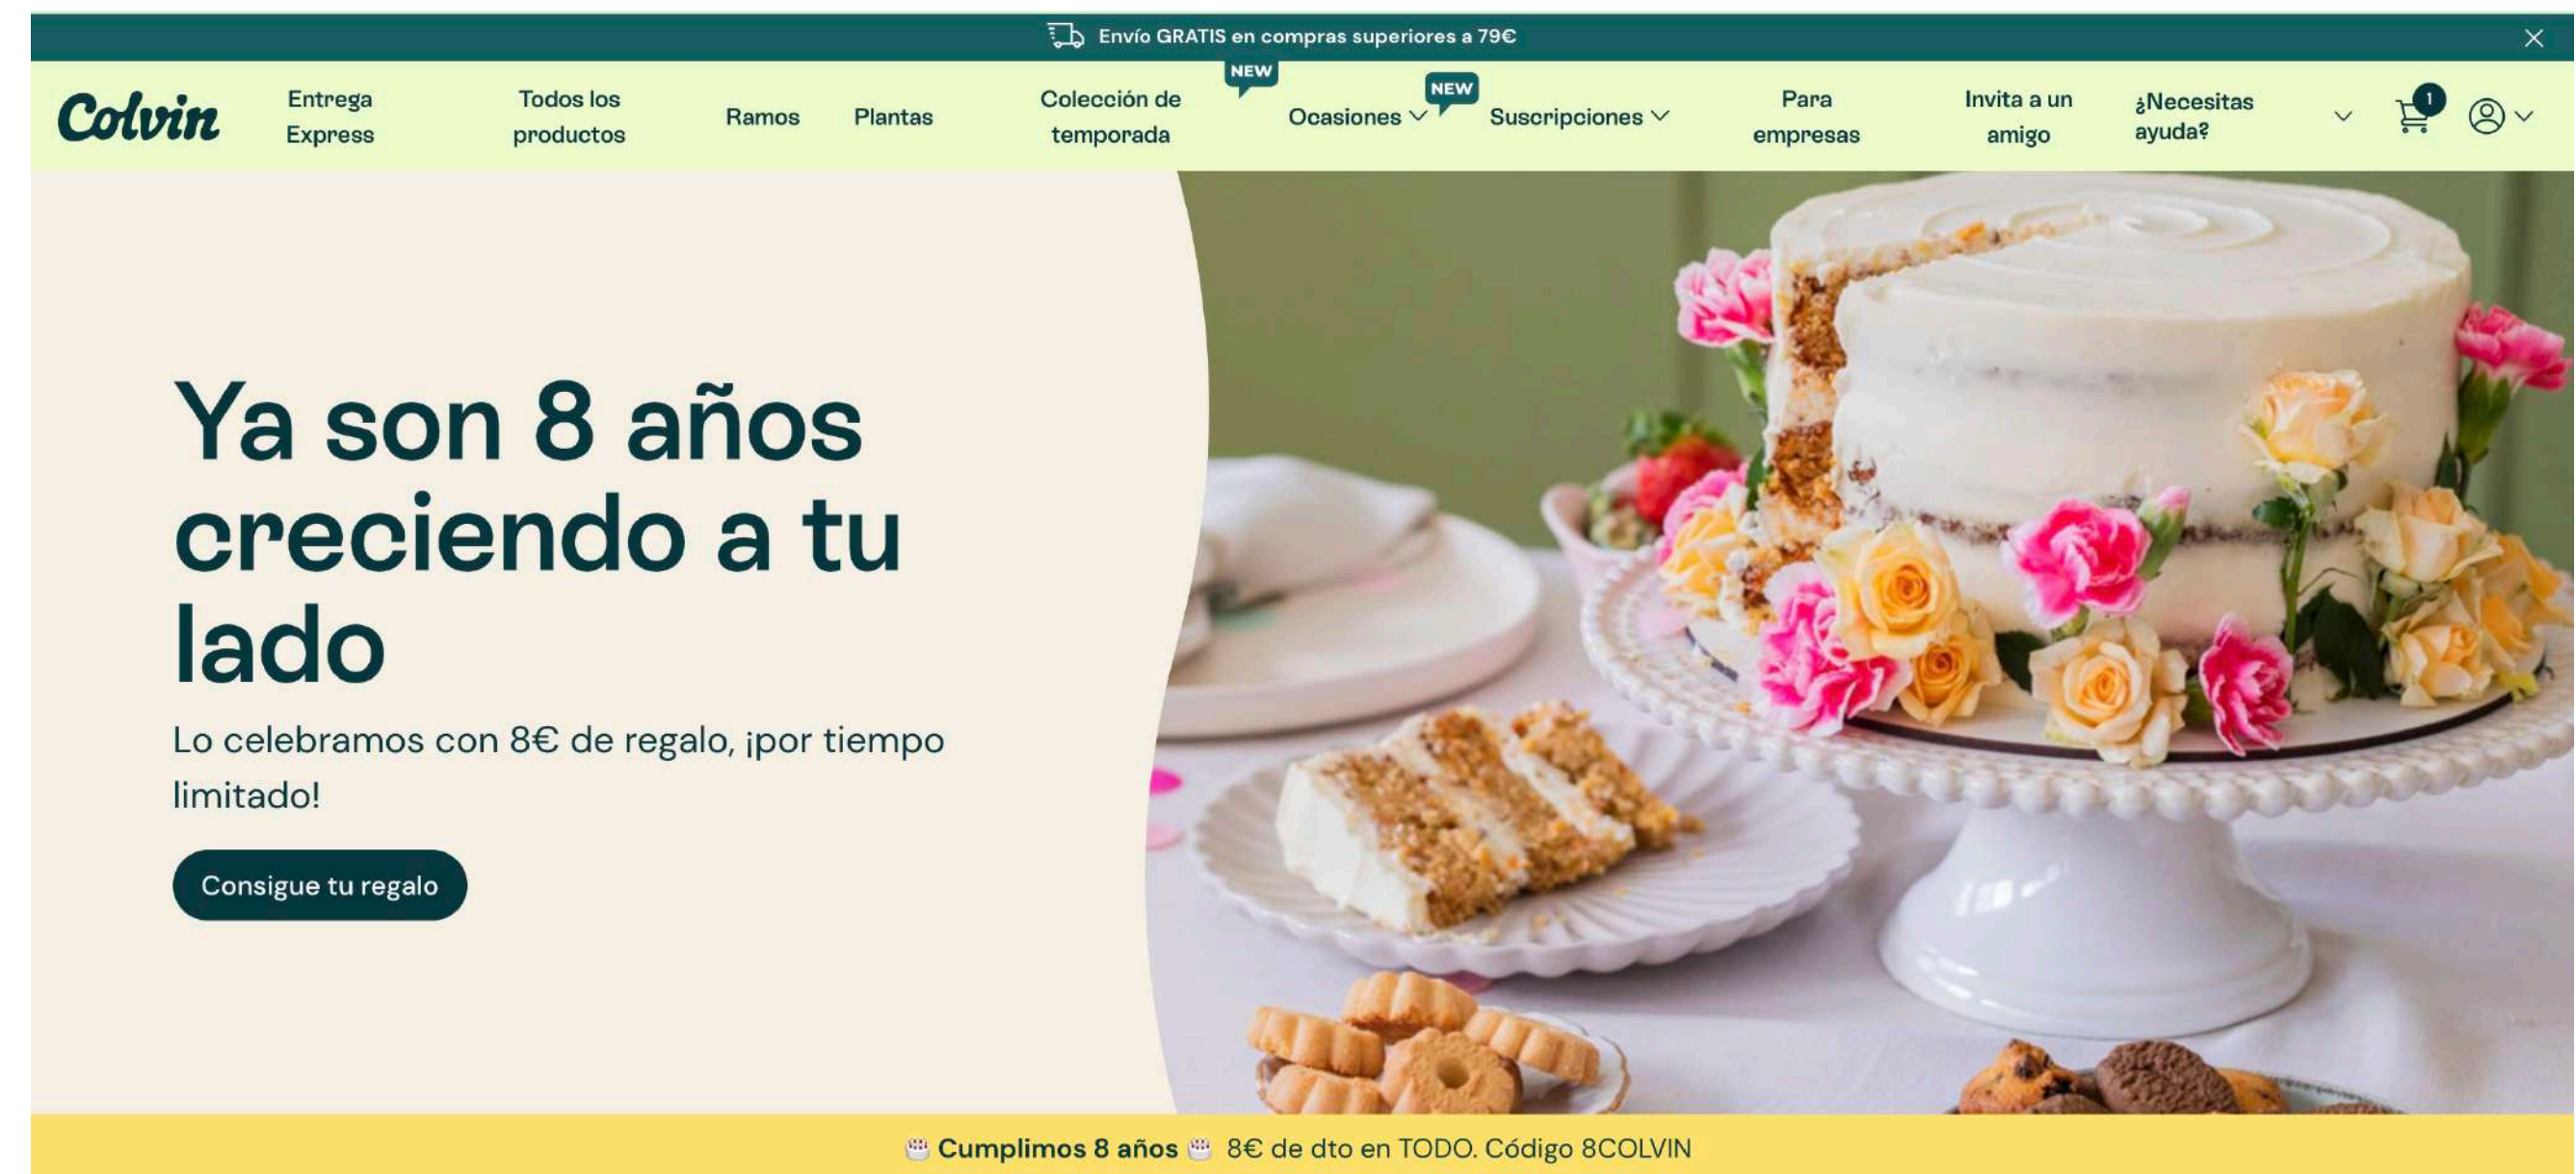 Envío GRATIS en compras superiores a 79€
Colvin
Entrega
Express
Todos los
productos
Ramos
Plantas
Colección de
temporada
NEW
Ocasiones
NEW
Suscripciones
Para
empresas
Invita a un
amigo
¿Necesitas
ayuda?
1
Ya son 8 años
creciendo a tu
lado
Lo celebramos con 8€ de regalo, ¡por tiempo
limitado!
Consigue tu regalo
Cumplimos 8 años 8€ de dto en TODO. Código 8COLVIN